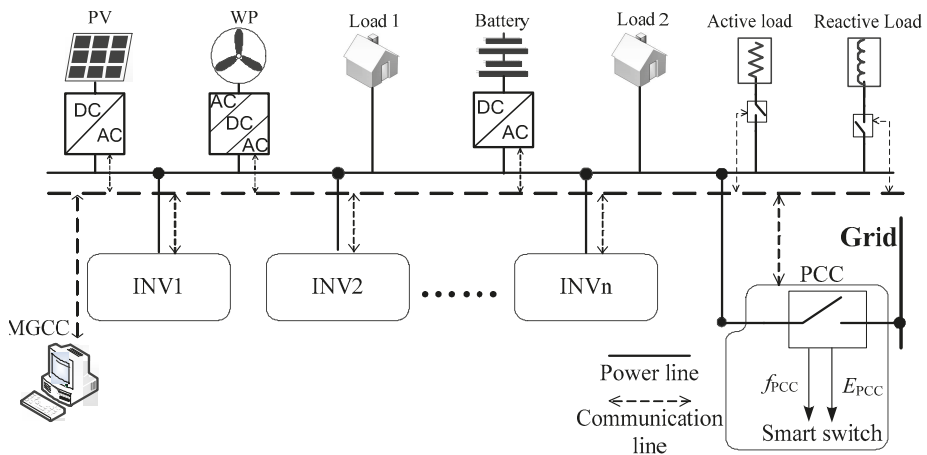 PV
WP
Load 1
Battery
Load 2
Active load
Reactive Load
DC
AC
AC
DC
AC
DC
AC
INV1
INV2
......
INVn
Grid
PCC
MGCC
Power line
Communication
line
fPCC
EPCC
Smart switch